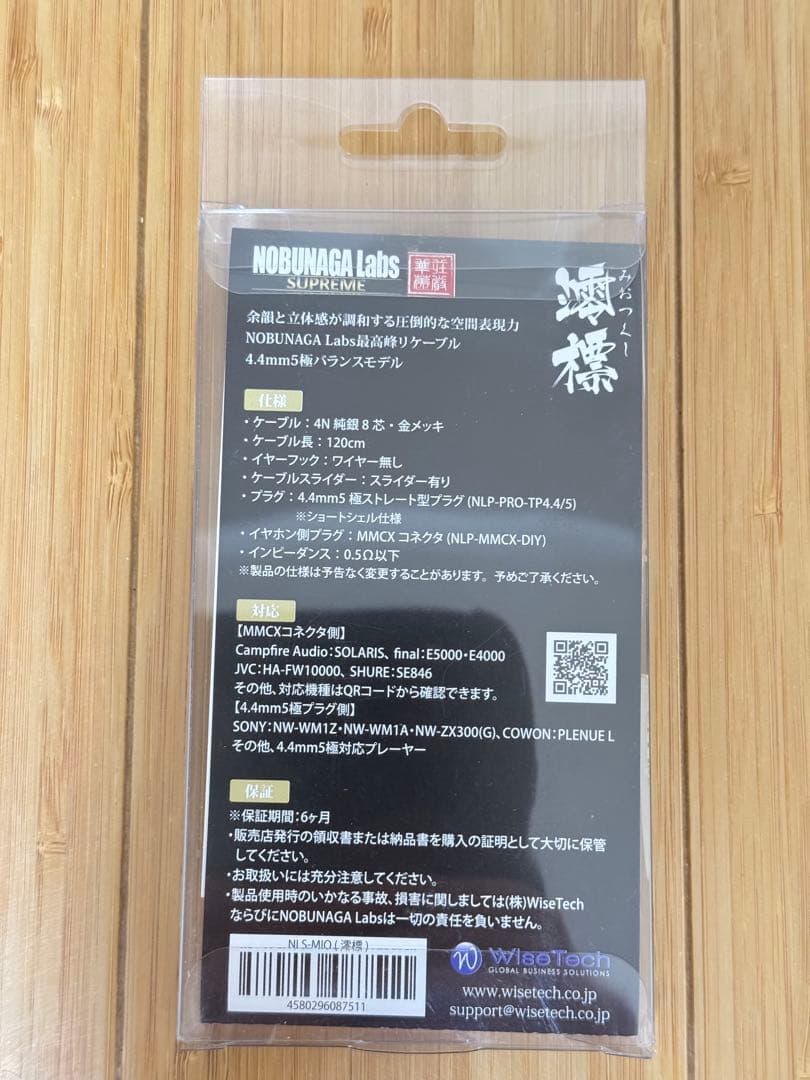 NOBUNAGA Labs
SUPREME
澪標
みおつくし
余韻と立体感が調和する圧倒的な空間表現力
NOBUNAGA Labs最高峰リケーブル
4.4mm5極バランスモデル
仕様
・ケーブル：4N 純銀 8 芯・金メッキ
・ケーブル長：120cm
・イヤーフック：ワイヤー無し
・ケーブルスライダー：スライダー有り
・プラグ：4.4mm5 極ストレート型プラグ (NLP-PRO-TP4.4/5)
※ショートシェル仕様
・イヤホン側プラグ：MMCX コネクタ (NLP-MMCX-DIY)
・インピーダンス：0.5Ω以下
※製品の仕様は予告なく変更することがあります。予めご了承ください。
対応
【MMCXコネクタ側】
Campfire Audio：SOLARIS、final：E5000・E4000
JVC：HA-FW10000、SHURE：SE846
その他、対応機種はQRコードから確認できます。
【4.4mm5極プラグ側】
SONY：NW-WM1Z・NW-WM1A・NW-ZX300(G)、COWON：PLENUE L
その他、4.4mm5極対応プレーヤー
保証
※保証期間：6ヶ月
・販売店発行の領収書または納品書を購入の証明として大切に保管
してください。
・お取扱いには充分注意してください。
・製品使用時のいかなる事故、損害に関しましては(株)WiseTech
ならびにNOBUNAGA Labsは一切の責任を負いません。
NLS-MIO ( 澪標 )
4580296087511
WiseTech
GLOBAL BUSINESS SOLUTIONS
www.wisetech.co.jp
support@wisetech.co.jp